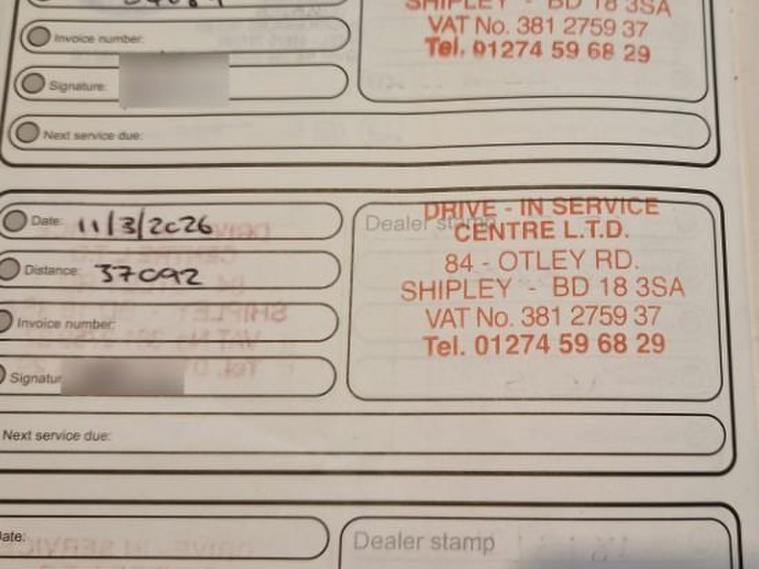 SHIPLEY - BD 18 3SA
VAT No. 381 2759 37
Tel. 01274 59 68 29
Invoice number:
Signature:
Next service due:
Date: 11/3/2026
Distance: 37092
Invoice number:
Signatur
Next service due:
Dealer stamp
DRIVE - IN SERVICE
CENTRE L.T.D.
84 - OTLEY RD.
SHIPLEY - BD 18 3SA
VAT No. 381 2759 37
Tel. 01274 59 68 29
ate:
Dealer stamp